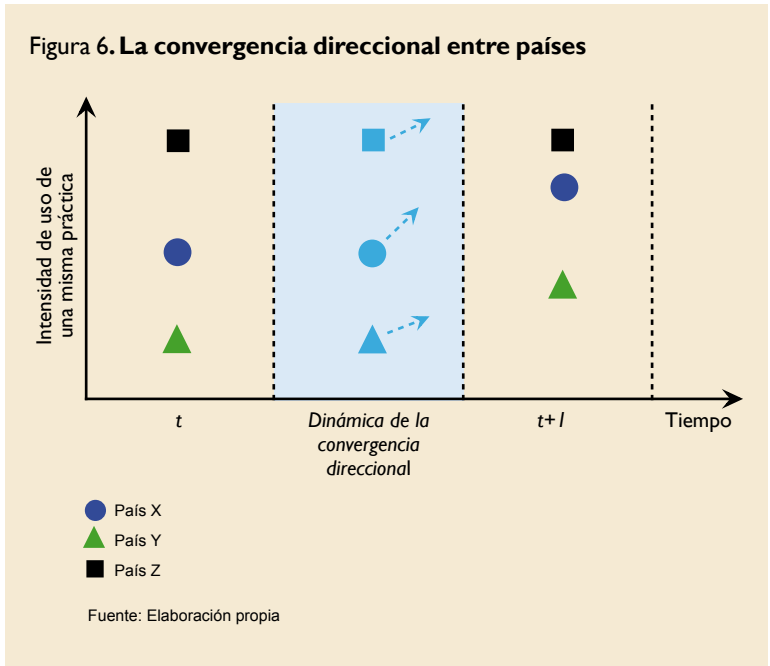 Figura 6. La convergencia direccional entre países
Intensidad de uso de
una misma práctica
t
Dinámica de la
convergencia
direccional
t+1
Tiempo
País X
País Y
País Z
Fuente: Elaboración propia